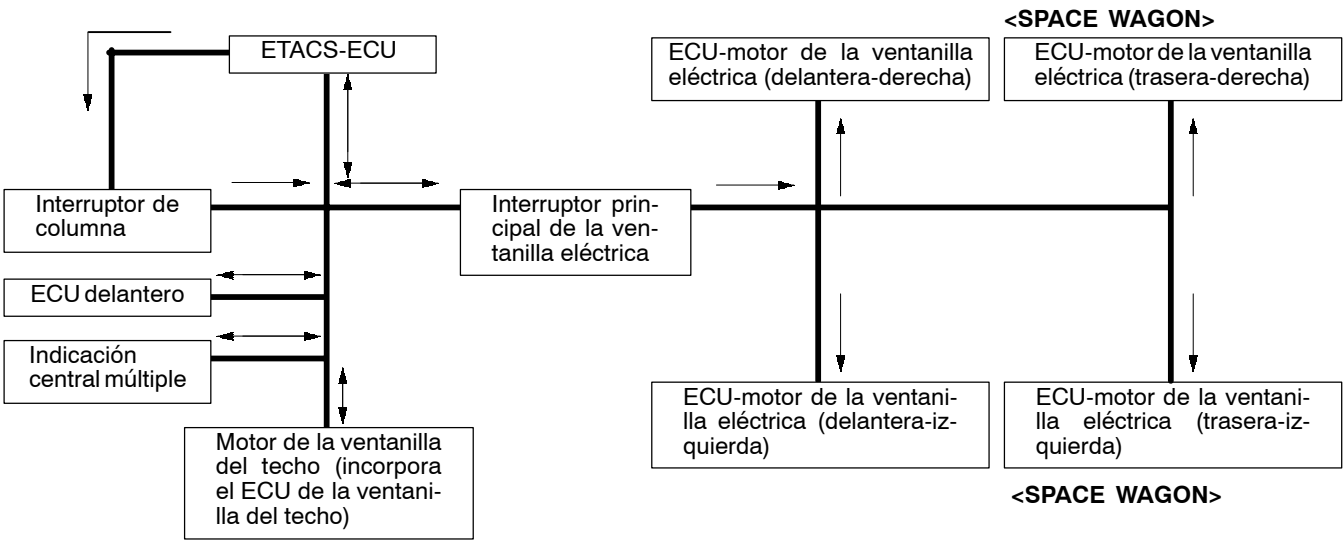 <SPACE WAGON>
ETACS-ECU
ECU-motor de la ventanilla
eléctrica (delantera-derecha)
ECU-motor de la ventanilla
eléctrica (trasera-derecha)
Interruptor de
columna
Interruptor prin-
cipal de la ven-
tanilla eléctrica
ECU delantero
Indicación
central múltiple
Motor de la ventanilla
del techo (incorpora
el ECU de la ventani-
lla del techo)
ECU-motor de la ventani-
lla eléctrica (delantera-iz-
quierda)
ECU-motor de la ventani-
lla eléctrica (trasera-iz-
quierda)
<SPACE WAGON>